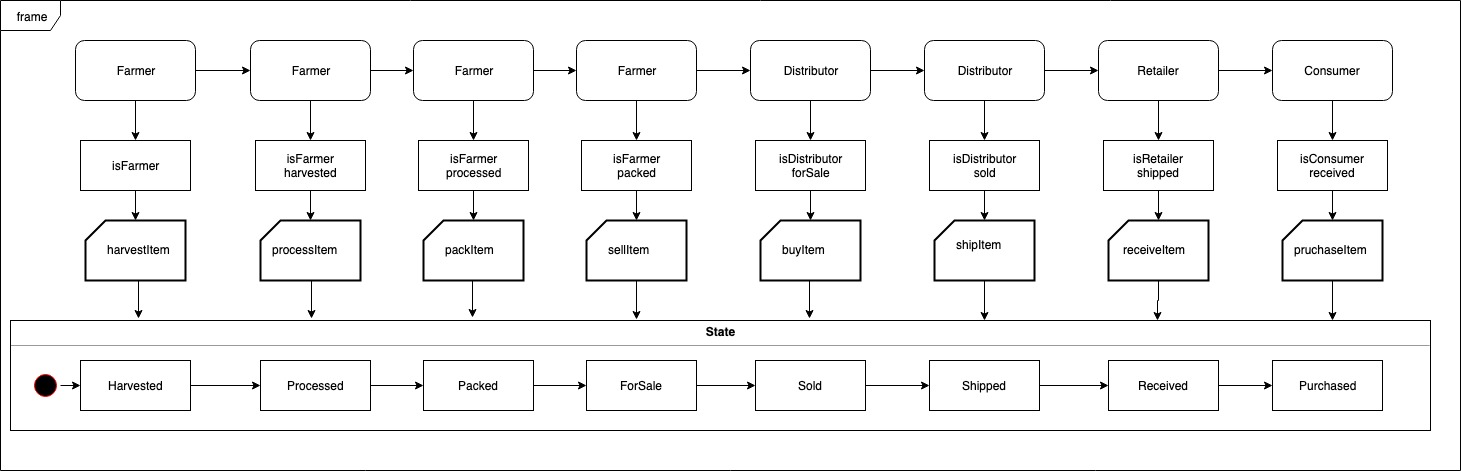 frame
Farmer
Farmer
Farmer
Farmer
Distributor
Distributor
Retailer
Consumer
isFarmer
isFarmer
harvested
isFarmer
processed
isFarmer
packed
isDistributor
forSale
isDistributor
sold
isRetailer
shipped
isConsumer
received
harvestItem
processItem
packItem
sellItem
buyItem
shipItem
receiveItem
pruchaseItem
State
Harvested
Processed
Packed
ForSale
Sold
Shipped
Received
Purchased